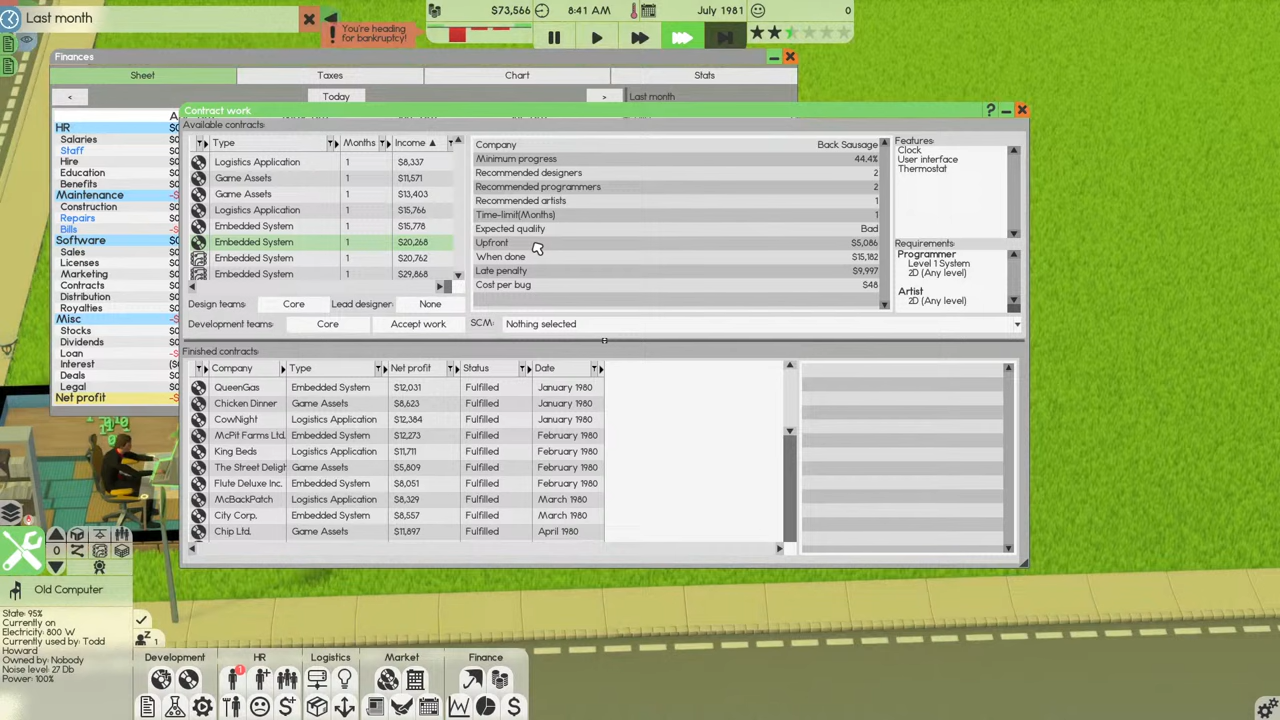 Last month
$73,566
8:41 AM
July 1981
0
You're heading
for bankruptcy!
Finances
Sheet
Taxes
Chart
Stats
<
Today
>
Last month
HR
Salaries
Staff
Hire
Education
Benefits
Maintenance
Construction
Repairs
Bills
Software
Sales
Licenses
Marketing
Contracts
Distribution
Royalties
Misc
Stocks
Dividends
Loan
Interest
Deals
Legal
Net profit
Contract work
?
Available contracts:
Type Months Income
Logistics Application 1 $8,337
Game Assets 1 $11,571
Game Assets 1 $13,403
Logistics Application 1 $15,766
Embedded System 1 $15,778
Embedded System 1 $20,268
Embedded System 1 $20,762
Embedded System 1 $29,868
Design teams: Core Lead designer: None
Development teams: Core Accept work
Company Back Sausage
Minimum progress 44.4%
Recommended designers 2
Recommended programmers 2
Recommended artists 1
Time-limit(Months) 1
Expected quality Bad
Upfront $5,086
When done $15,182
Late penalty $9,997
Cost per bug $48
SCM: Nothing selected
Features:
Clock
User interface
Thermostat
Requirements:
Programmer
Level 1 System
2D (Any level)
Artist
2D (Any level)
Finished contracts:
Company Type Net profit Status Date
QueenGas Embedded System $12,031 Fulfilled January 1980
Chicken Dinner Game Assets $8,623 Fulfilled January 1980
CowNight Logistics Application $12,384 Fulfilled January 1980
McPit Farms Ltd. Embedded System $12,273 Fulfilled February 1980
King Beds Logistics Application $11,711 Fulfilled February 1980
The Street Deligh Game Assets $5,809 Fulfilled February 1980
Flute Deluxe Inc. Embedded System $8,051 Fulfilled February 1980
McBackPatch Logistics Application $8,329 Fulfilled March 1980
City Corp. Embedded System $8,557 Fulfilled March 1980
Chip Ltd. Game Assets $11,897 Fulfilled April 1980
0
Old Computer
State: 95%
Currently on
Electricity: 800 W
Currently used by: Todd
Howard
Owned by: Nobody
Noise level: 27 Db
Power: 100%
Z 1
Development
HR
Logistics
Market
Finance
1